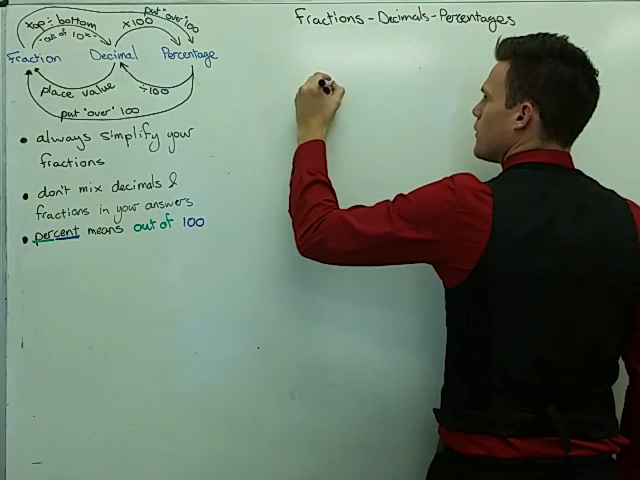 Fractions - Decimals - Percentages
put "over" 100
top ÷ bottom
"out of 10ˣ"
×100
Fraction
Decimal
Percentage
place value
÷100
put "over" 100
• always simplify your
fractions
• don't mix decimals &
fractions in your answers
• percent means out of 100